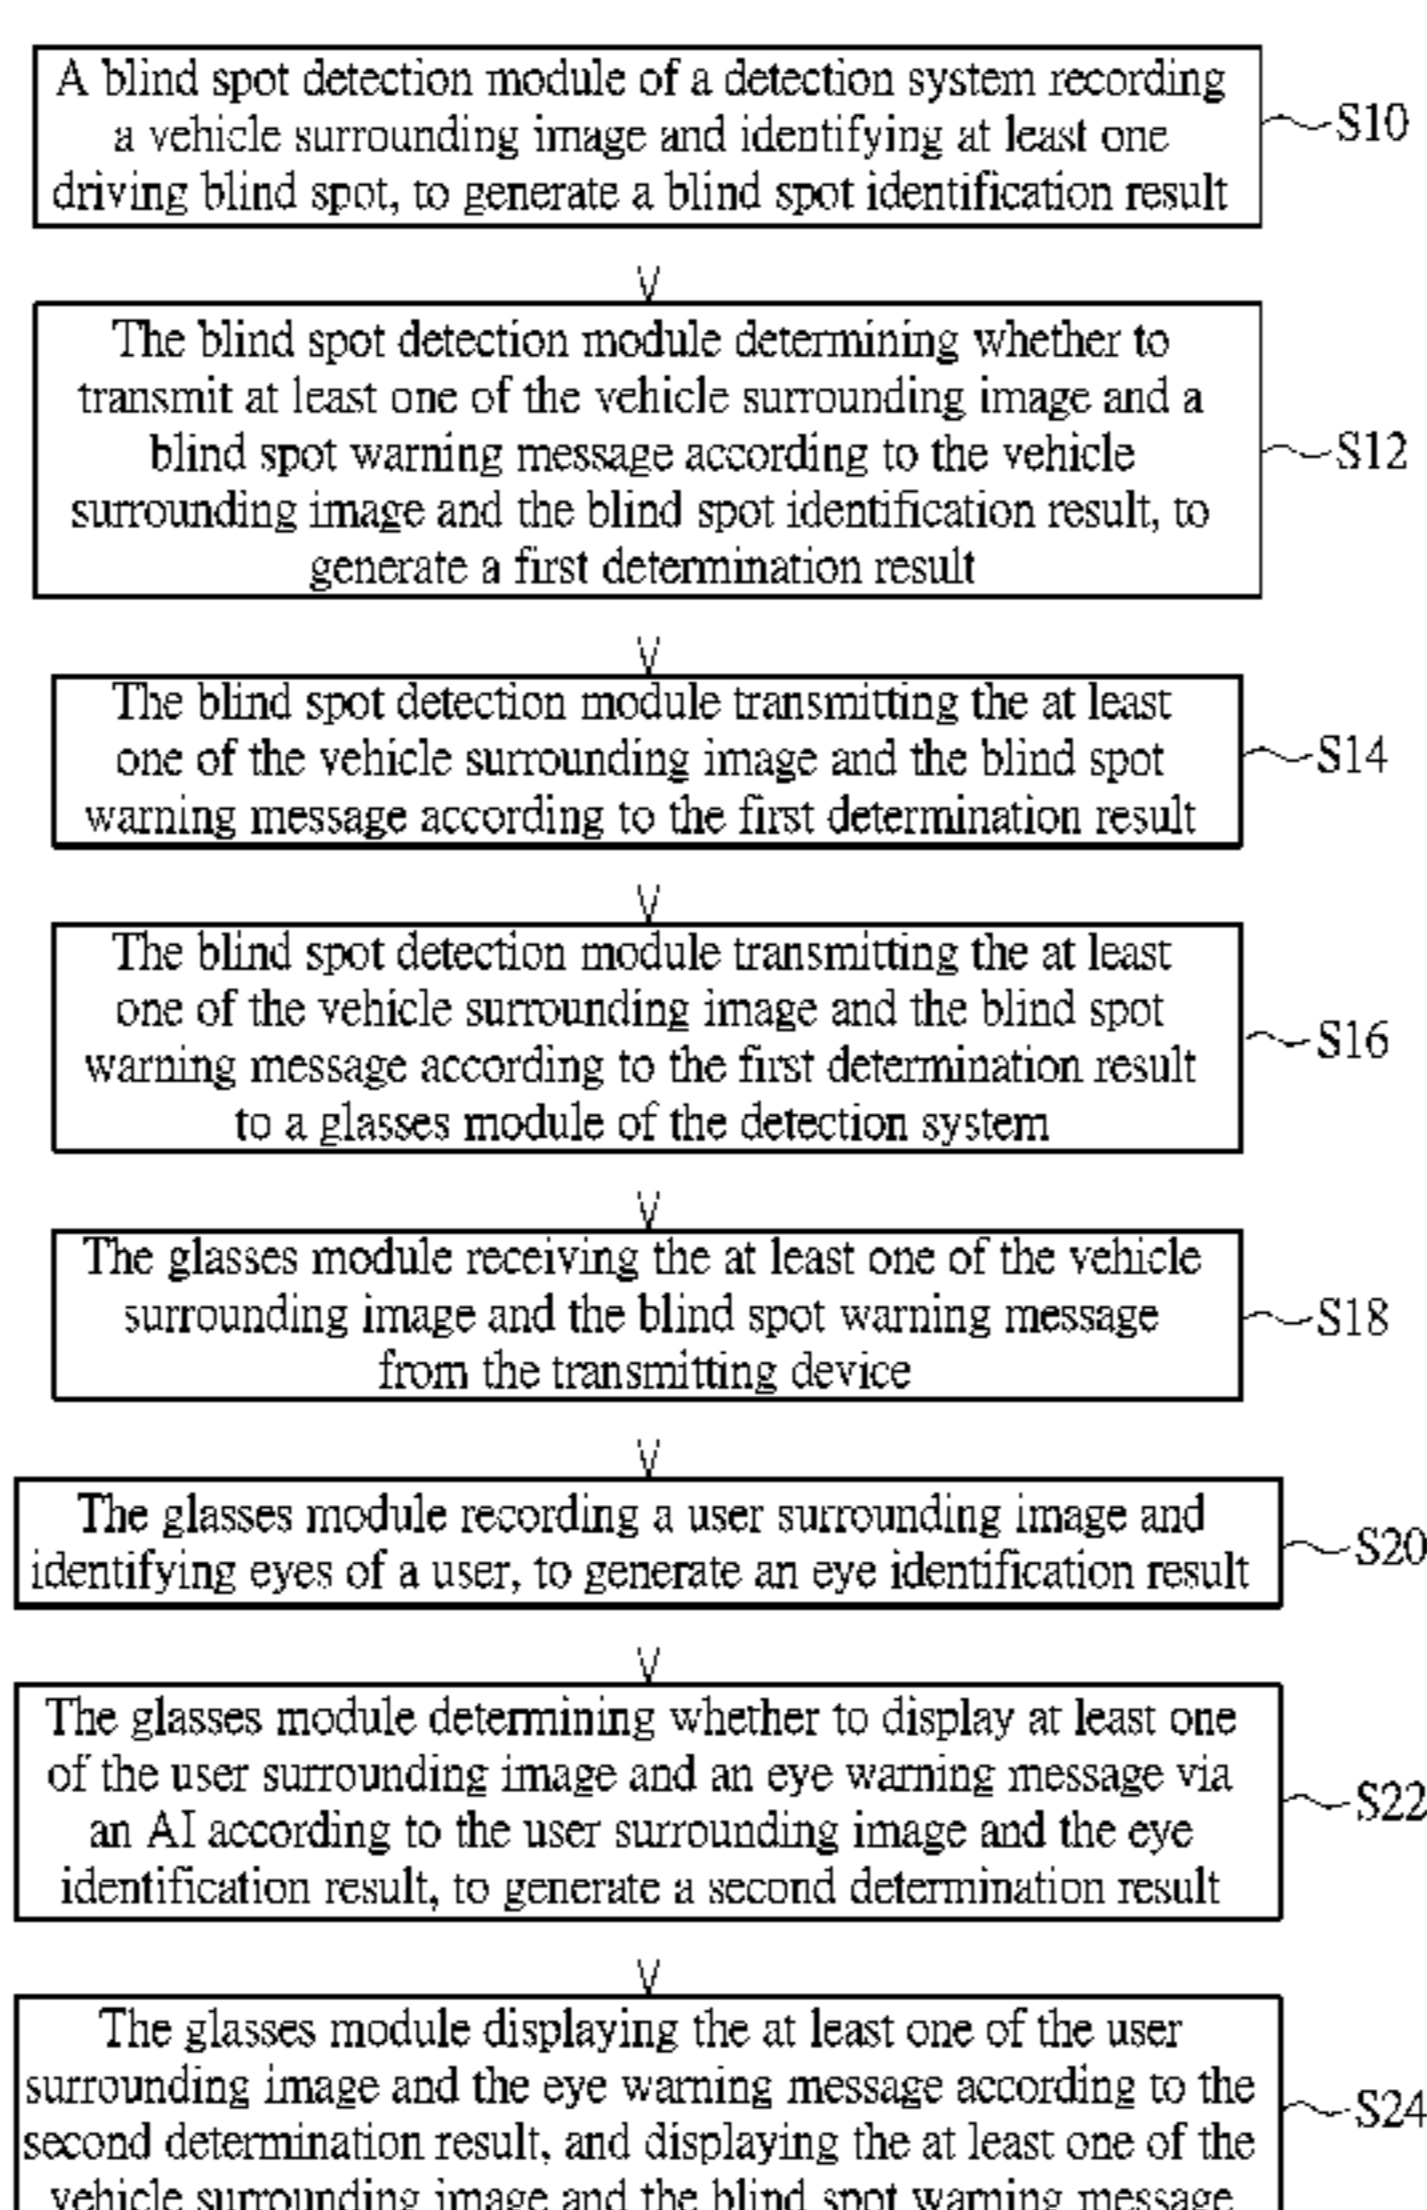 A blind spot detection module of a detection system recording
a vehicle surrounding image and identifying at least one
driving blind spot, to generate a blind spot identification result
S10
The blind spot detection module determining whether to
transmit at least one of the vehicle surrounding image and a
blind spot warning message according to the vehicle
surrounding image and the blind spot identification result, to
generate a first determination result
S12
The blind spot detection module transmitting the at least
one of the vehicle surrounding image and the blind spot
warning message according to the first determination result
S14
The blind spot detection module transmitting the at least
one of the vehicle surrounding image and the blind spot
warning message according to the first determination result
to a glasses module of the detection system
S16
The glasses module receiving the at least one of the vehicle
surrounding image and the blind spot warning message
from the transmitting device
S18
The glasses module recording a user surrounding image and
identifying eyes of a user, to generate an eye identification result
S20
The glasses module determining whether to display at least one
of the user surrounding image and an eye warning message via
an AI according to the user surrounding image and the eye
identification result, to generate a second determination result
S22
The glasses module displaying the at least one of the user
surrounding image and the eye warning message according to the
second determination result, and displaying the at least one of the
vehicle surrounding image and the blind spot warning message
S24